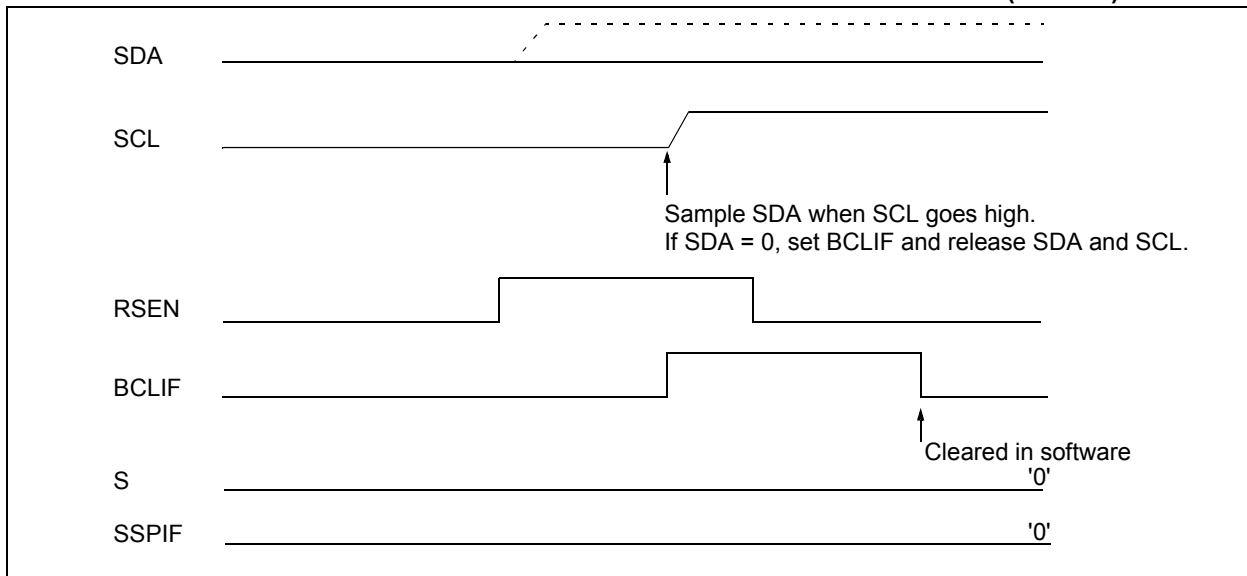 SDA
SCL
Sample SDA when SCL goes high.
If SDA = 0, set BCLIF and release SDA and SCL.
RSEN
BCLIF
Cleared in software
S
'0'
SSPIF
'0'